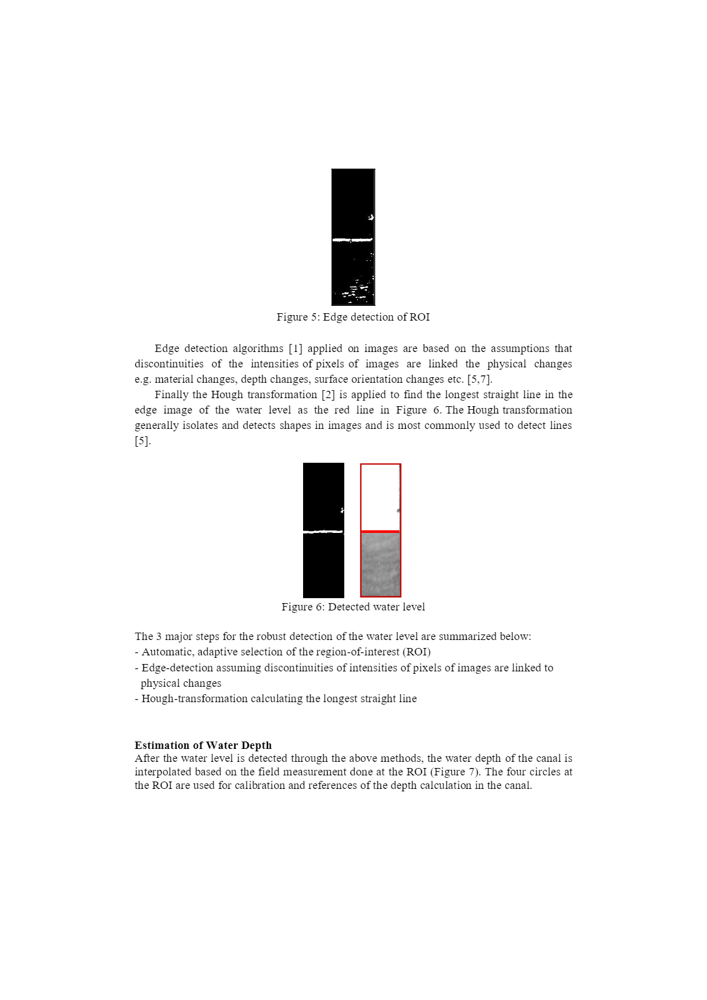 Figure 5: Edge detection of ROI
Edge detection algorithms [1] applied on images are based on the assumptions that
discontinuities of the intensities of pixels of images are linked the physical changes
e.g. material changes, depth changes, surface orientation changes etc. [5,7].
Finally the Hough transformation [2] is applied to find the longest straight line in the
edge image of the water level as the red line in Figure 6. The Hough transformation
generally isolates and detects shapes in images and is most commonly used to detect lines
[5].
Figure 6: Detected water level
The 3 major steps for the robust detection of the water level are summarized below:
- Automatic, adaptive selection of the region-of-interest (ROI)
- Edge-detection assuming discontinuities of intensities of pixels of images are linked to
physical changes
- Hough-transformation calculating the longest straight line
Estimation of Water Depth
After the water level is detected through the above methods, the water depth of the canal is
interpolated based on the field measurement done at the ROI (Figure 7). The four circles at
the ROI are used for calibration and references of the depth calculation in the canal.